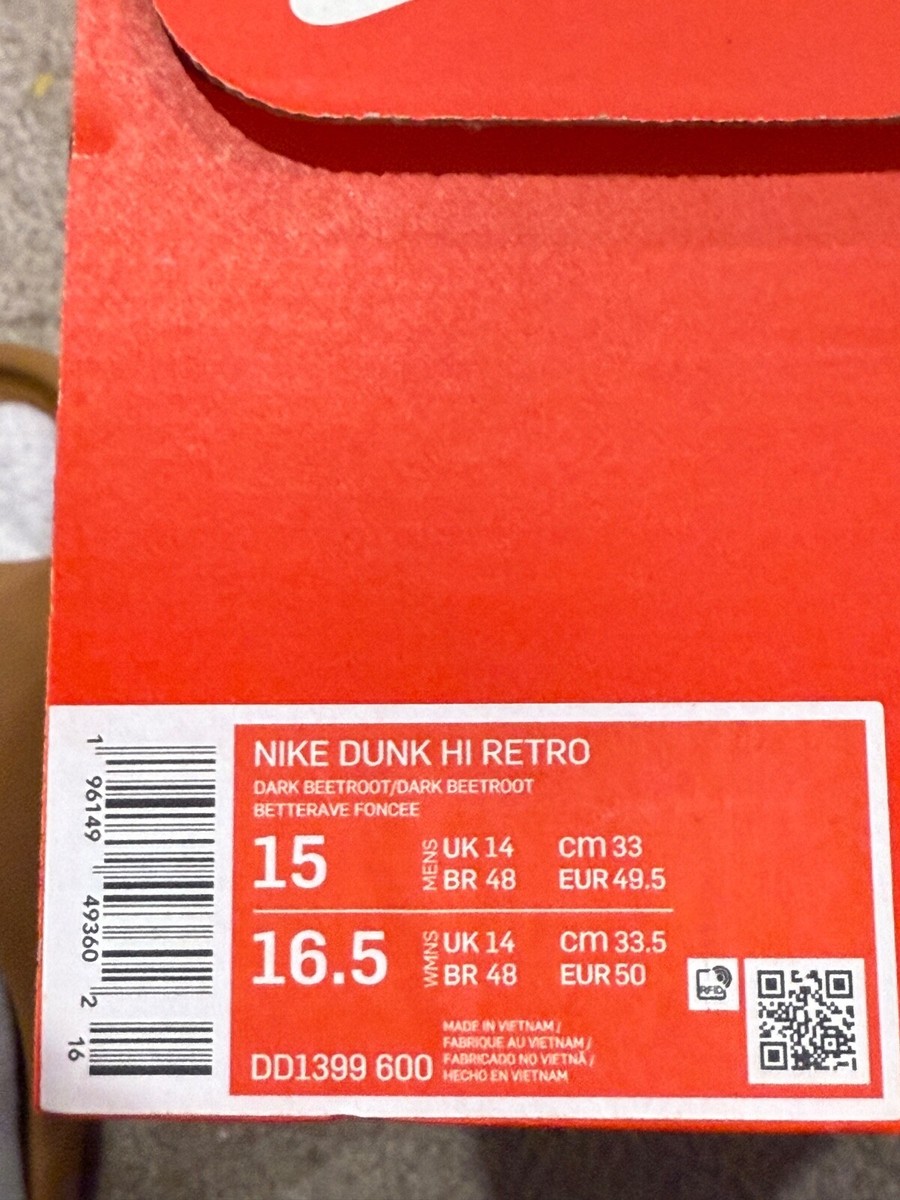 NIKE DUNK HI RETRO
DARK BEETROOT/DARK BEETROOT
BETTERAVE FONCEE
15 MENS UK 14 cm 33
BR 48 EUR 49.5
16.5 WMNS UK 14 cm 33.5
BR 48 EUR 50
RFID
DD1399 600
MADE IN VIETNAM /
FABRIQUE AU VIETNAM /
FABRICADO NO VIETNÃ /
HECHO EN VIETNAM
1 96149 49360 2 16